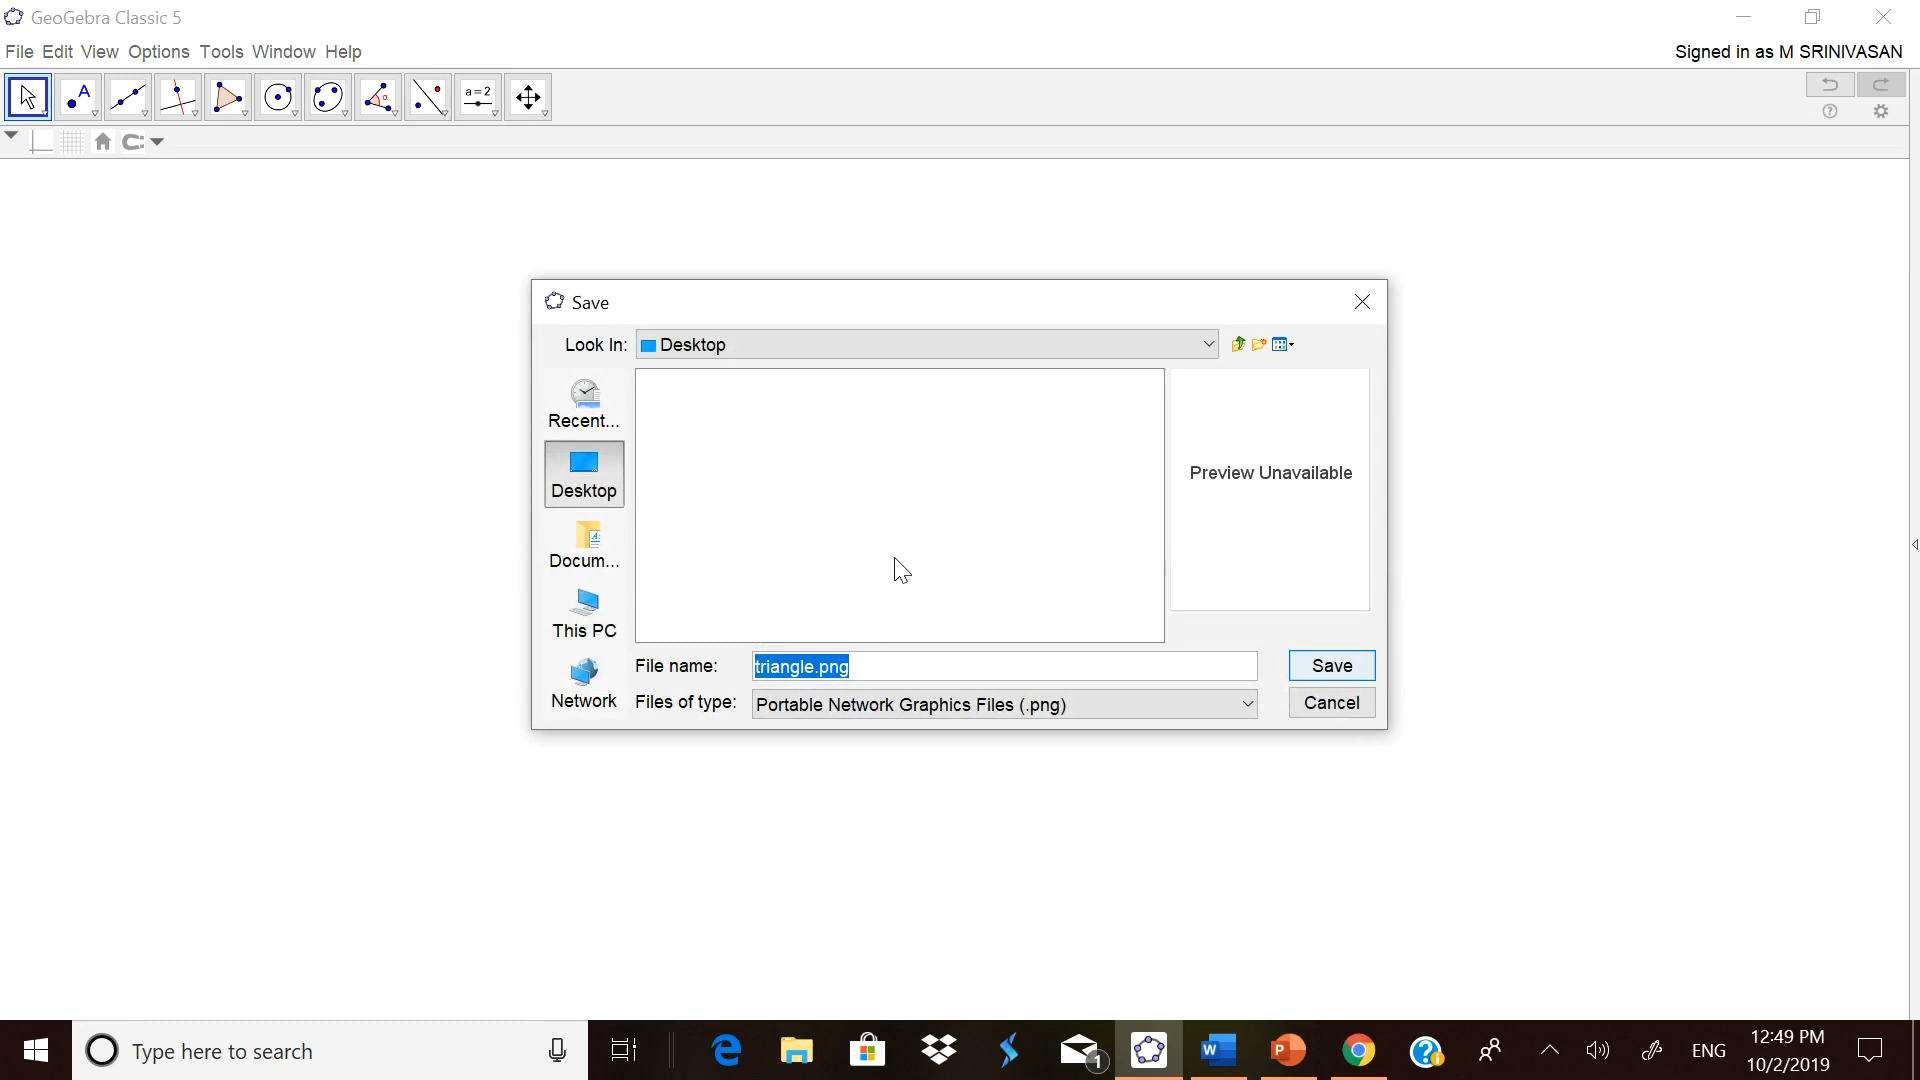 GeoGebra Classic 5
File Edit View Options Tools Window Help
Signed in as M SRINIVASAN
A
α
a=2
Save
Look In:
Desktop
Recent...
Desktop
Docum...
This PC
Network
Preview Unavailable
File name:
triangle.png
Save
Files of type:
Portable Network Graphics Files (.png)
Cancel
Type here to search
1
ENG
12:49 PM
10/2/2019